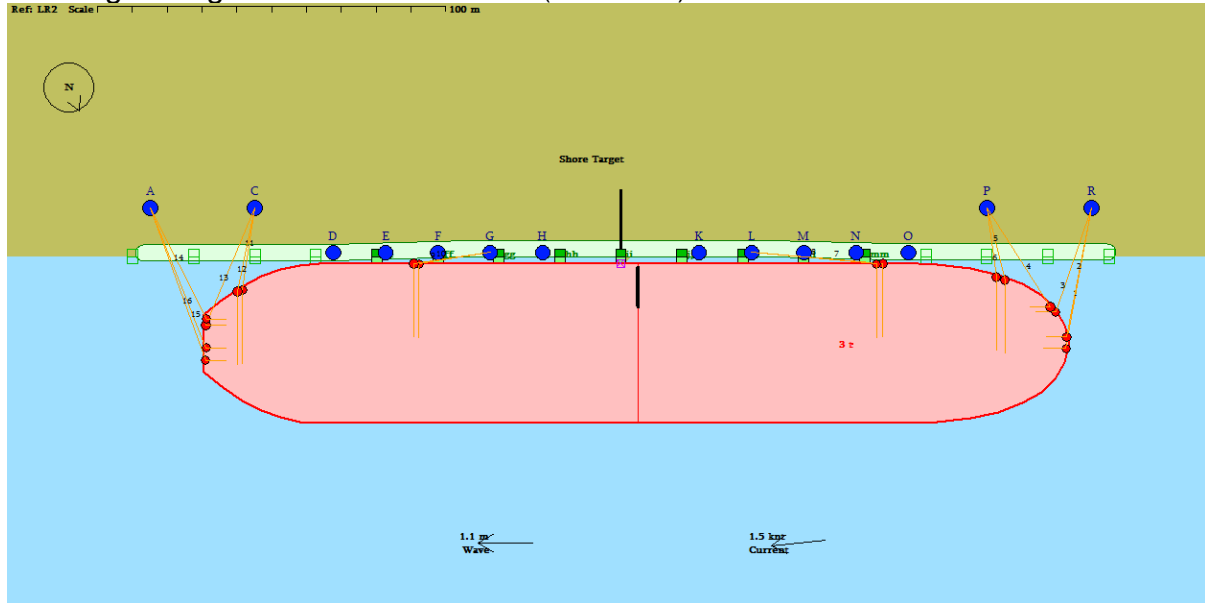 Ref: LR2 Scale 100 m
N
Shore Target
A C P R
D E F G H K L M N O
11
14
12
13
16
15
5
6
4
3
2
1
ff gg hh ii 7 mm
1.1 m
Wave
1.5 knt
Current